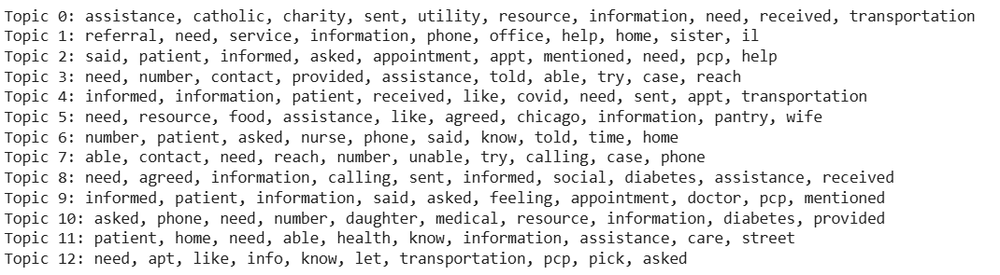 Topic 0: assistance, catholic, charity, sent, utility, resource, information, need, received, transportation
Topic 1: referral, need, service, information, phone, office, help, home, sister, il
Topic 2: said, patient, informed, asked, appointment, appt, mentioned, need, pcp, help
Topic 3: need, number, contact, provided, assistance, told, able, try, case, reach
Topic 4: informed, information, patient, received, like, covid, need, sent, appt, transportation
Topic 5: need, resource, food, assistance, like, agreed, chicago, information, pantry, wife
Topic 6: number, patient, asked, nurse, phone, said, know, told, time, home
Topic 7: able, contact, need, reach, number, unable, try, calling, case, phone
Topic 8: need, agreed, information, calling, sent, informed, social, diabetes, assistance, received
Topic 9: informed, patient, information, said, asked, feeling, appointment, doctor, pcp, mentioned
Topic 10: asked, phone, need, number, daughter, medical, resource, information, diabetes, provided
Topic 11: patient, home, need, able, health, know, information, assistance, care, street
Topic 12: need, apt, like, info, know, let, transportation, pcp, pick, asked